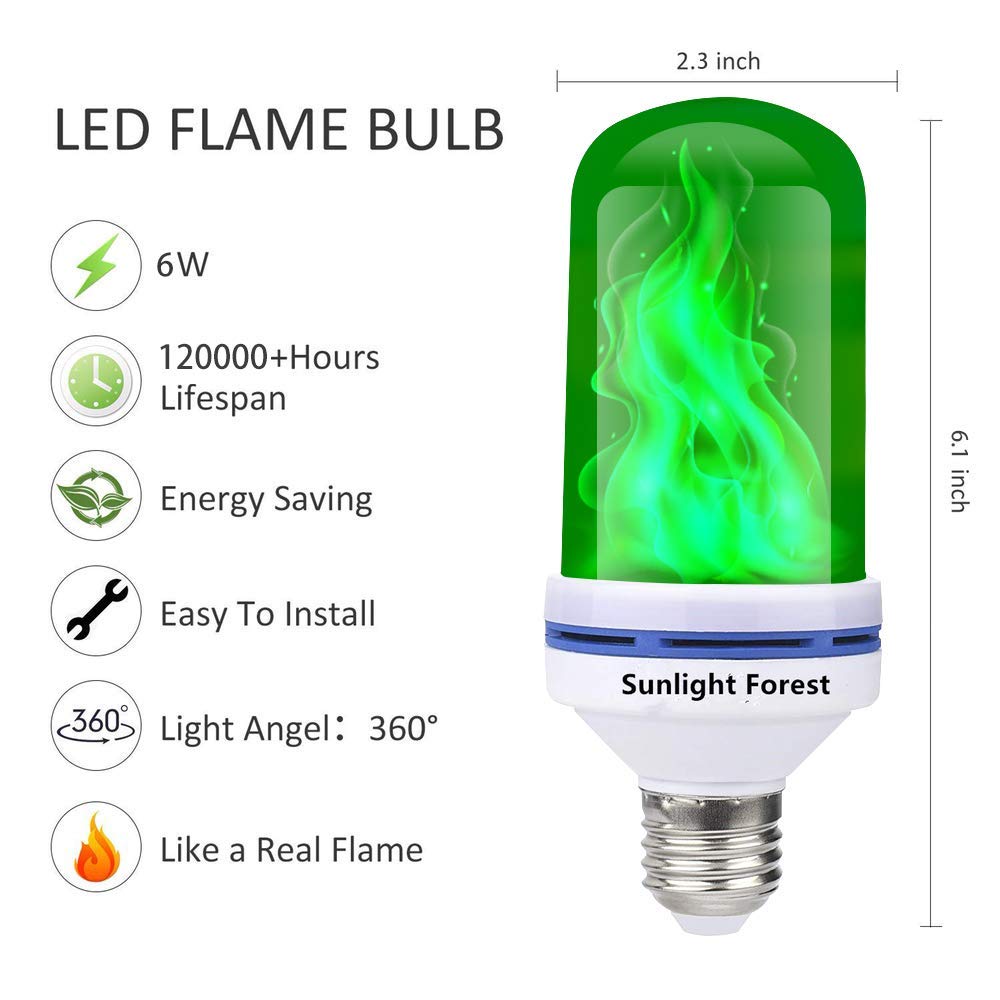 2.3 inch
LED FLAME BULB
6W
120000+Hours
Lifespan
Energy Saving
6.1 inch
Easy To Install
Sunlight Forest
360°
Light Angel： 360°
Like a Real Flame